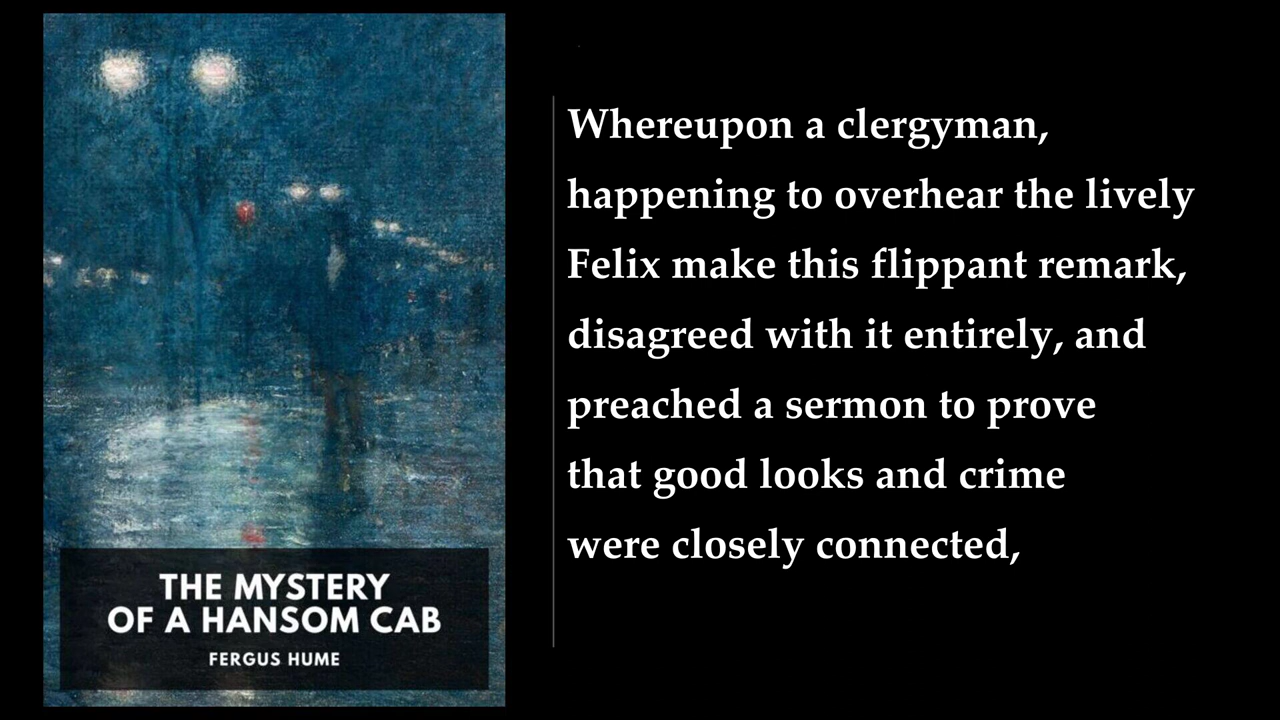 THE MYSTERY
OF A HANSOM CAB
FERGUS HUME
Whereupon a clergyman,
happening to overhear the lively
Felix make this flippant remark,
disagreed with it entirely, and
preached a sermon to prove
that good looks and crime
were closely connected,